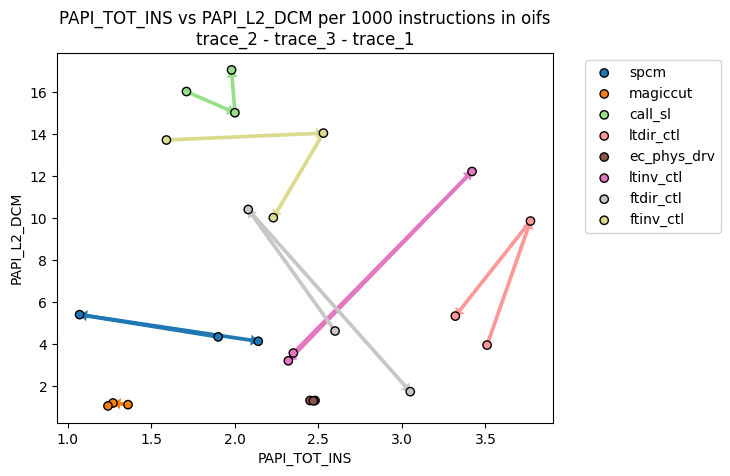 PAPI_TOT_INS vs PAPI_L2_DCM per 1000 instructions in oifs
trace_2 - trace_3 - trace_1
PAPI_L2_DCM
16
14
12
10
8
6
4
2
1.0 1.5 2.0 2.5 3.0 3.5
PAPI_TOT_INS
spcm
magiccut
call_sl
ltdir_ctl
ec_phys_drv
ltinv_ctl
ftdir_ctl
ftinv_ctl